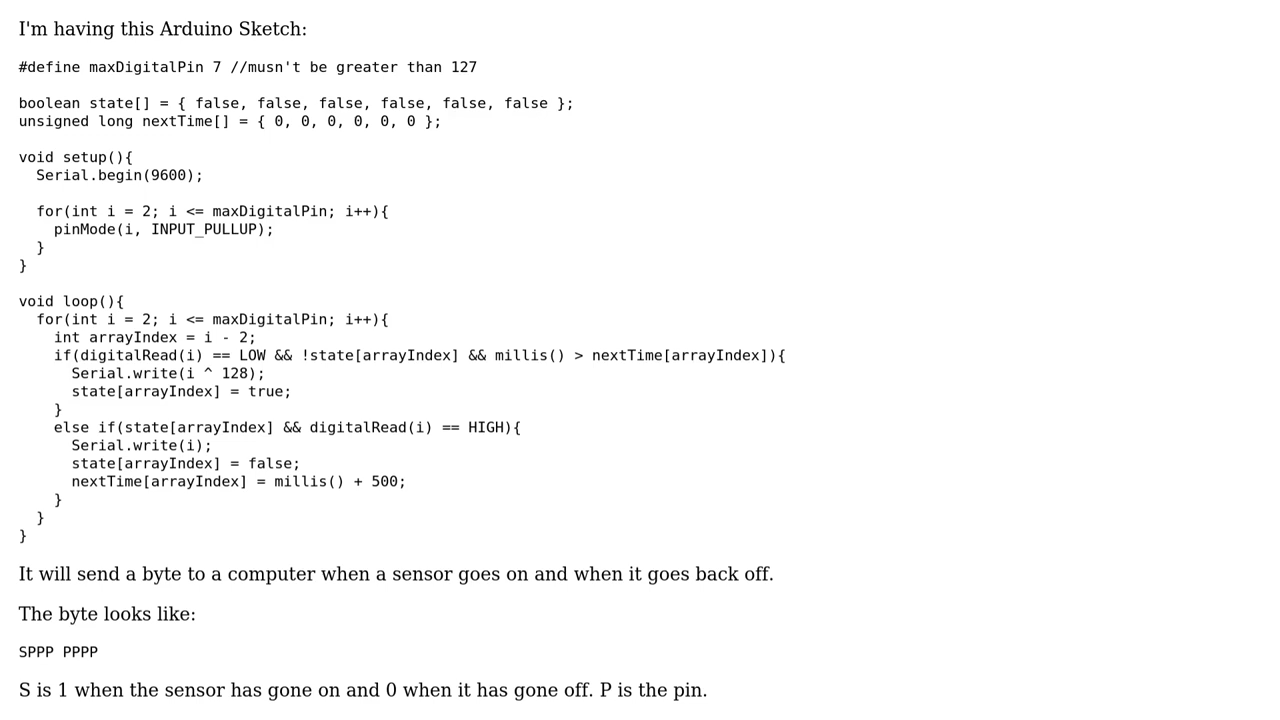 I'm having this Arduino Sketch:
#define maxDigitalPin 7 //musn't be greater than 127
boolean state[] = { false, false, false, false, false, false };
unsigned long nextTime[] = { 0, 0, 0, 0, 0, 0 };
void setup(){
  Serial.begin(9600);
  for(int i = 2; i <= maxDigitalPin; i++){
    pinMode(i, INPUT_PULLUP);
  }
}
void loop(){
  for(int i = 2; i <= maxDigitalPin; i++){
    int arrayIndex = i - 2;
    if(digitalRead(i) == LOW && !state[arrayIndex] && millis() > nextTime[arrayIndex]){
      Serial.write(i ^ 128);
      state[arrayIndex] = true;
    }
    else if(state[arrayIndex] && digitalRead(i) == HIGH){
      Serial.write(i);
      state[arrayIndex] = false;
      nextTime[arrayIndex] = millis() + 500;
    }
  }
}
It will send a byte to a computer when a sensor goes on and when it goes back off.
The byte looks like:
SPPP PPPP
S is 1 when the sensor has gone on and 0 when it has gone off. P is the pin.